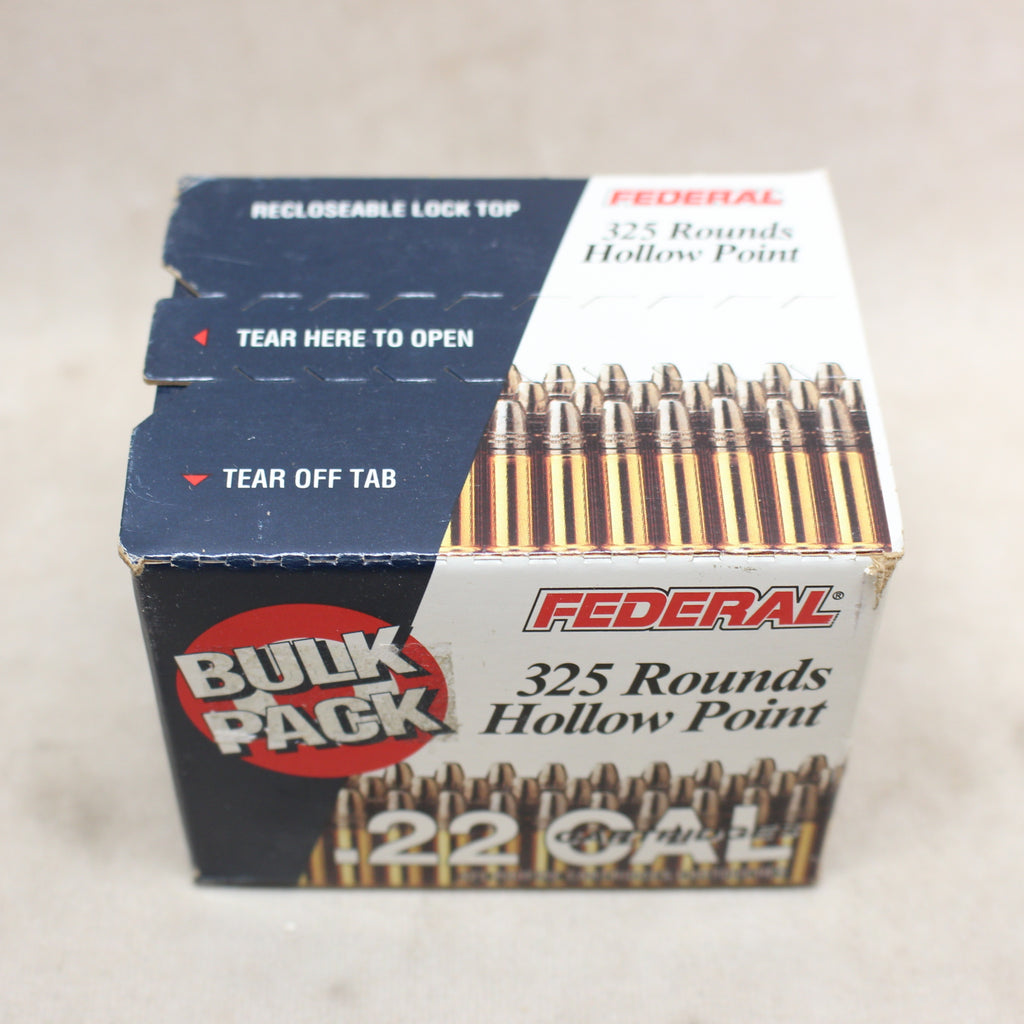 RECLOSEABLE LOCK TOP
FEDERAL
325 Rounds
Hollow Point
TEAR HERE TO OPEN
TEAR OFF TAB
FEDERAL®
BULK
PACK
325 Rounds
Hollow Point
.22 CAL
CARTRIDGES